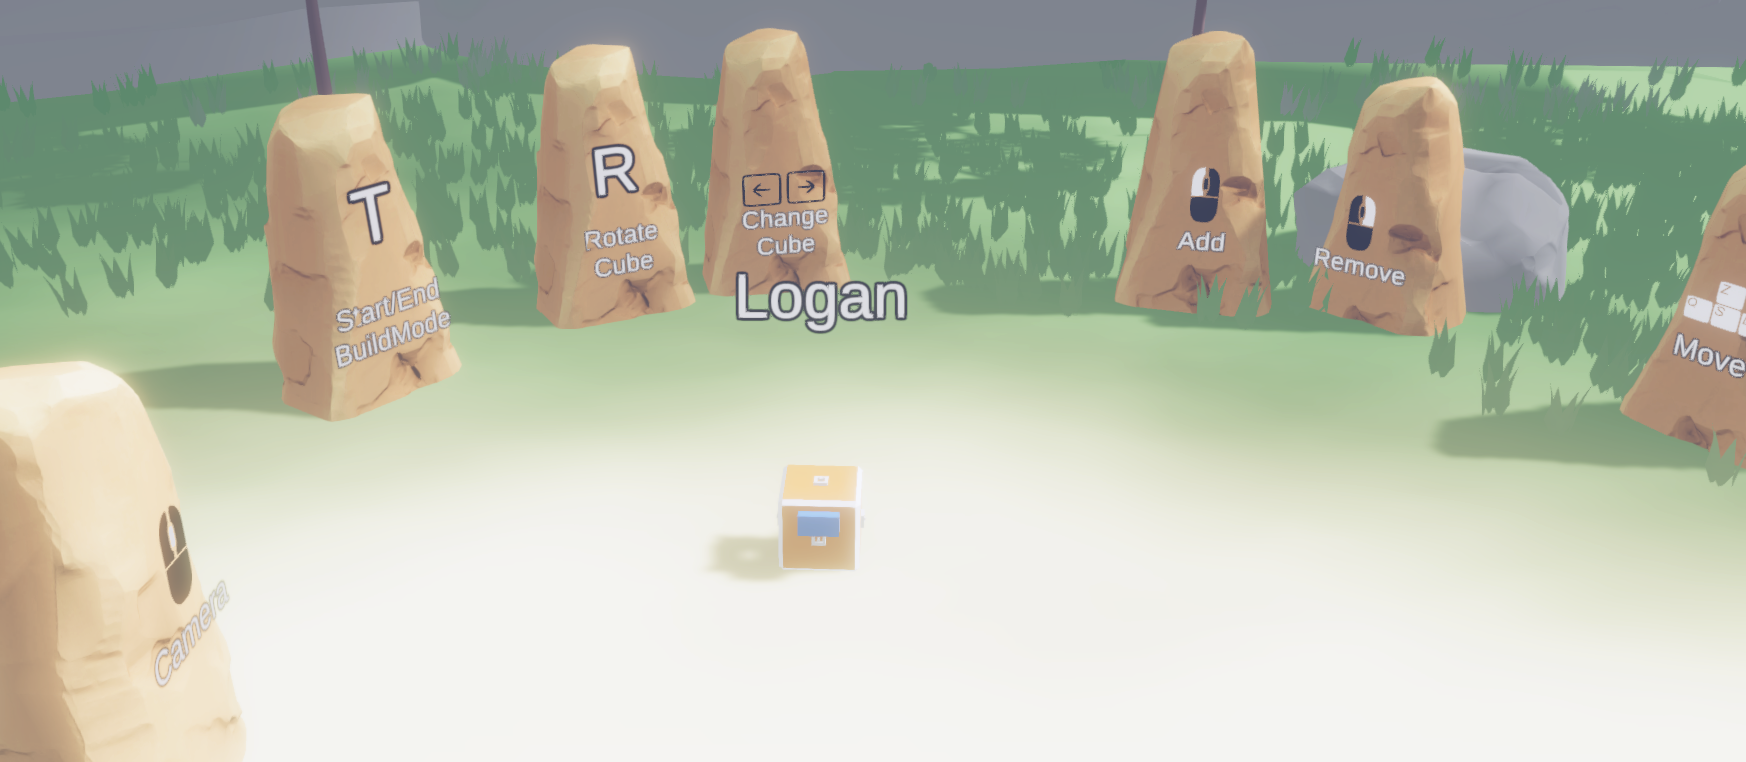 T
Start/End
BuildMode
R
Rotate
Cube
← →
Change
Cube
Logan
Add
Remove
Z
Q S
Move
Camera